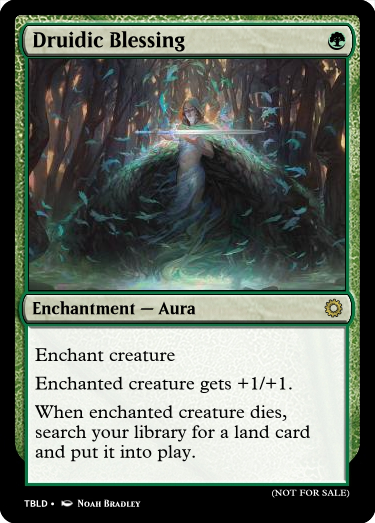 Druidic Blessing
Enchantment — Aura
Enchant creature
Enchanted creature gets +1/+1.
When enchanted creature dies,
search your library for a land card
and put it into play.
(NOT FOR SALE)
TBLD • Noah Bradley